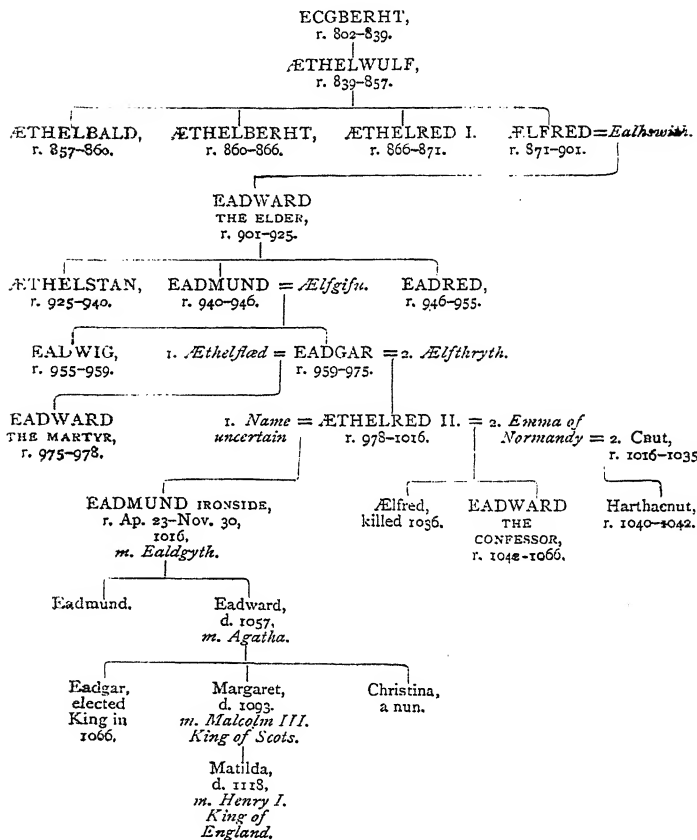 ECGBERHT,
r. 802–839.
ÆTHELWULF,
r. 839–857.
ÆTHELBALD, ÆTHELBERHT, ÆTHELRED I. ÆLFRED=Ealhswith.
r. 857–860. r. 860–866. r. 866–871. r. 871–901.
EADWARD
THE ELDER,
r. 901–925.
ÆTHELSTAN, EADMUND = Ælfgifu. EADRED,
r. 925–940. r. 940–946. r. 946–955.
EADWIG, 1. Æthelflæd = EADGAR = 2. Ælfthryth.
r. 955–959. r. 959–975.
EADWARD
THE MARTYR,
r. 975–978.
1. Name = ÆTHELRED II. = 2. Emma of
uncertain r. 978–1016. Normandy = 2. Cnut,
r. 1016–1035
EADMUND IRONSIDE,
r. Ap. 23–Nov. 30,
1016,
m. Ealdgyth.
Ælfred,
killed 1036.
EADWARD
THE
CONFESSOR,
r. 1042–1066.
Harthacnut,
r. 1040–1042.
Eadmund. Eadward,
d. 1057,
m. Agatha.
Eadgar,
elected
King in
1066.
Margaret,
d. 1093.
m. Malcolm III.
King of Scots.
Christina,
a nun.
Matilda,
d. 1118,
m. Henry I.
King of
England.